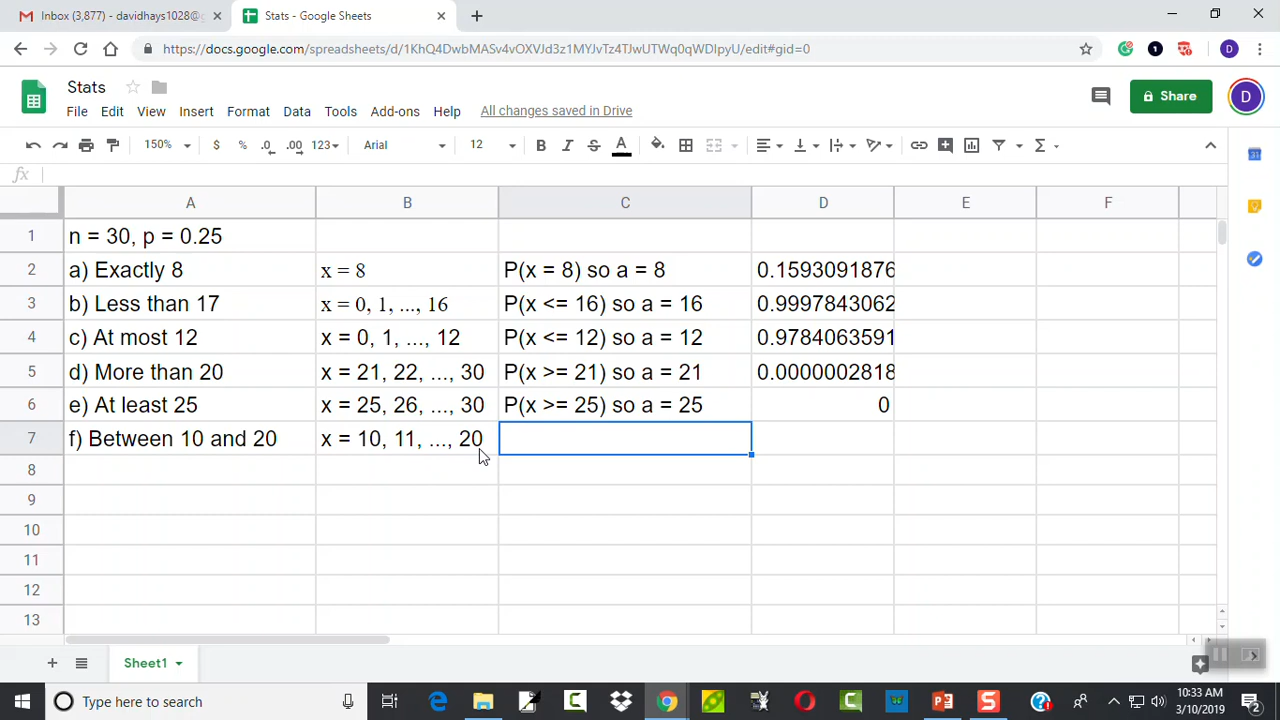 Inbox (3,877) - davidhays1028@
Stats - Google Sheets
https://docs.google.com/spreadsheets/d/1KhQ4DwbMASv4vOXVJd3z1MYJvTz4TJwUTWq0qWDIpyU/edit#gid=0
Stats
File Edit View Insert Format Data Tools Add-ons Help All changes saved in Drive
Share
D
150% $ % .0 .00 123 Arial 12 B I S A
fx
A B C D E F
1 n = 30, p = 0.25
2 a) Exactly 8 x = 8 P(x = 8) so a = 8 0.1593091876
3 b) Less than 17 x = 0, 1, ..., 16 P(x <= 16) so a = 16 0.9997843062
4 c) At most 12 x = 0, 1, ..., 12 P(x <= 12) so a = 12 0.9784063591
5 d) More than 20 x = 21, 22, ..., 30 P(x >= 21) so a = 21 0.0000002818
6 e) At least 25 x = 25, 26, ..., 30 P(x >= 25) so a = 25 0
7 f) Between 10 and 20 x = 10, 11, ..., 20
8
9
10
11
12
13
Sheet1
Type here to search
10:33 AM
3/10/2019